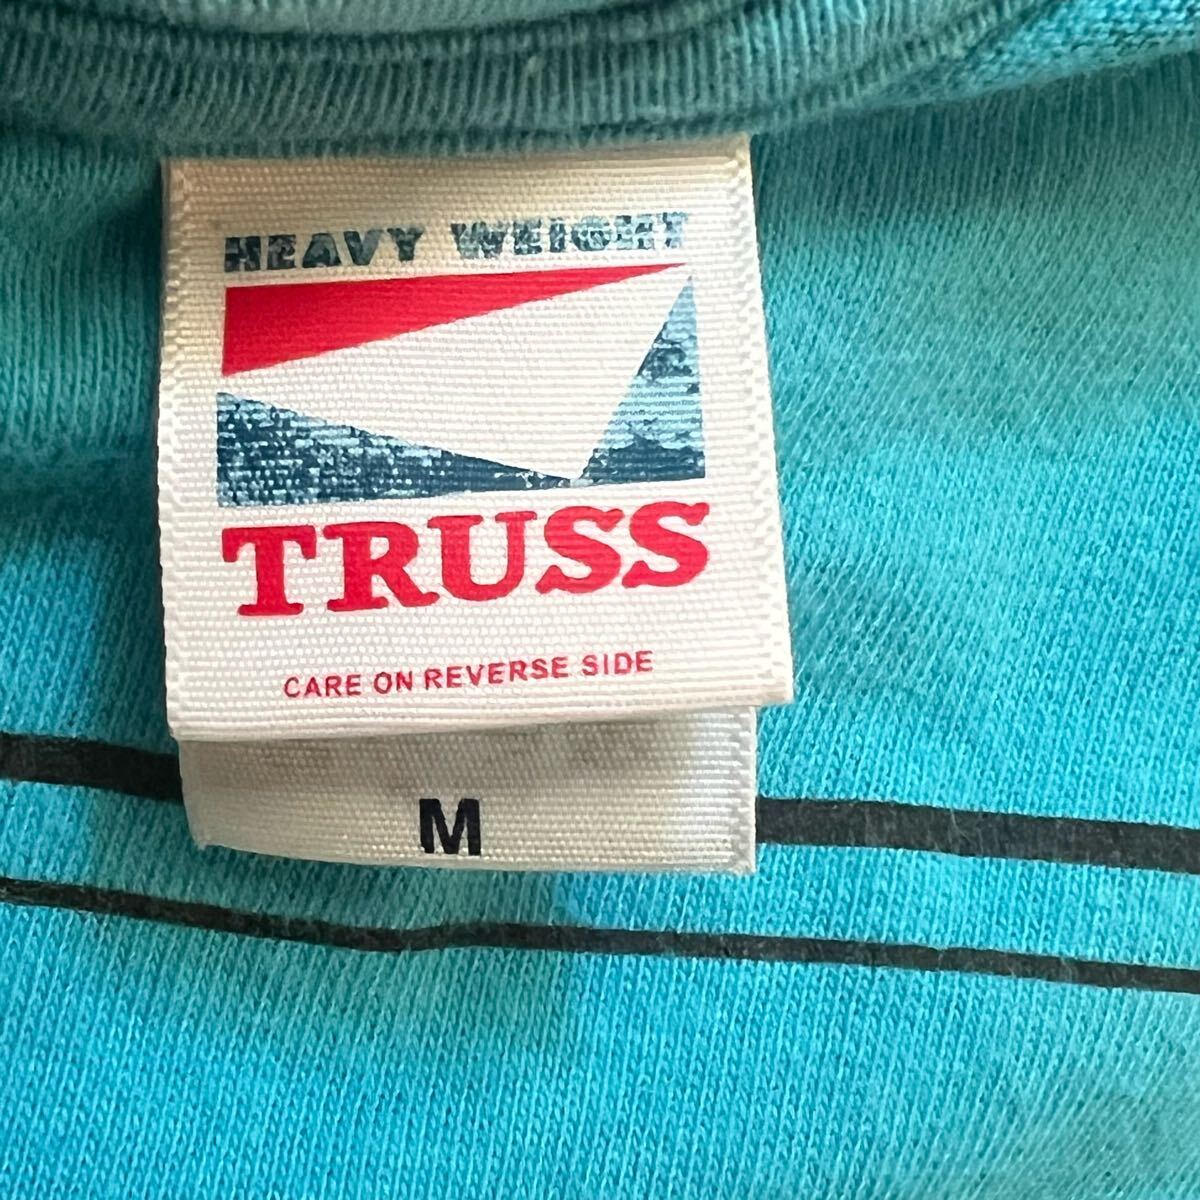 HEAVY WEIGHT
TRUSS
CARE ON REVERSE SIDE
M